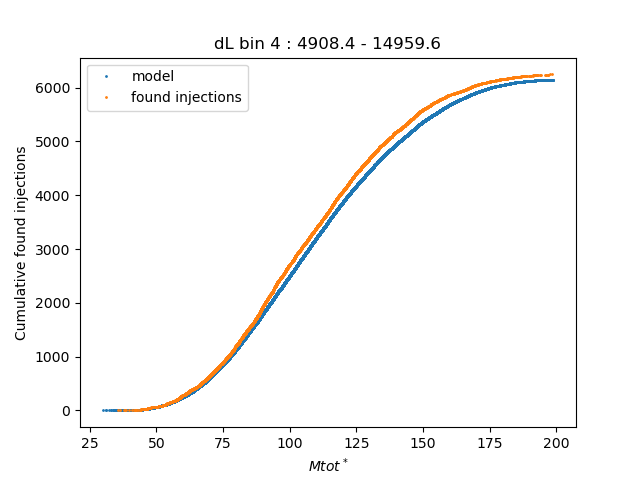 dL bin 4 : 4908.4 - 14959.6
model
found injections
Cumulative found injections
6000
5000
4000
3000
2000
1000
0
25 50 75 100 125 150 175 200
Mtot*